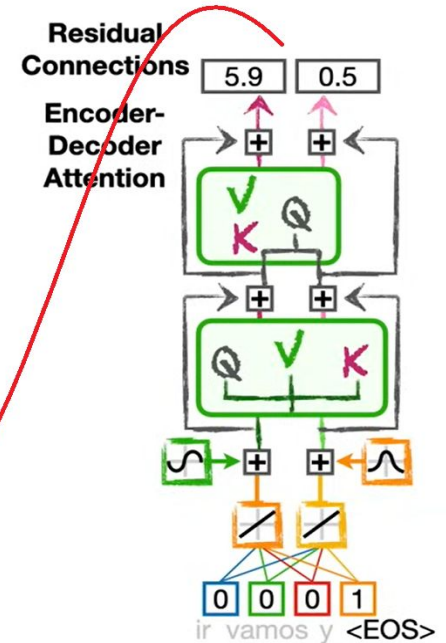 Residual
Connections
5.9 0.5
Encoder-
Decoder
Attention
+ +
V
Q
K
+ +
Q V K
+ +
0 0 0 1
ir vamos y <EOS>